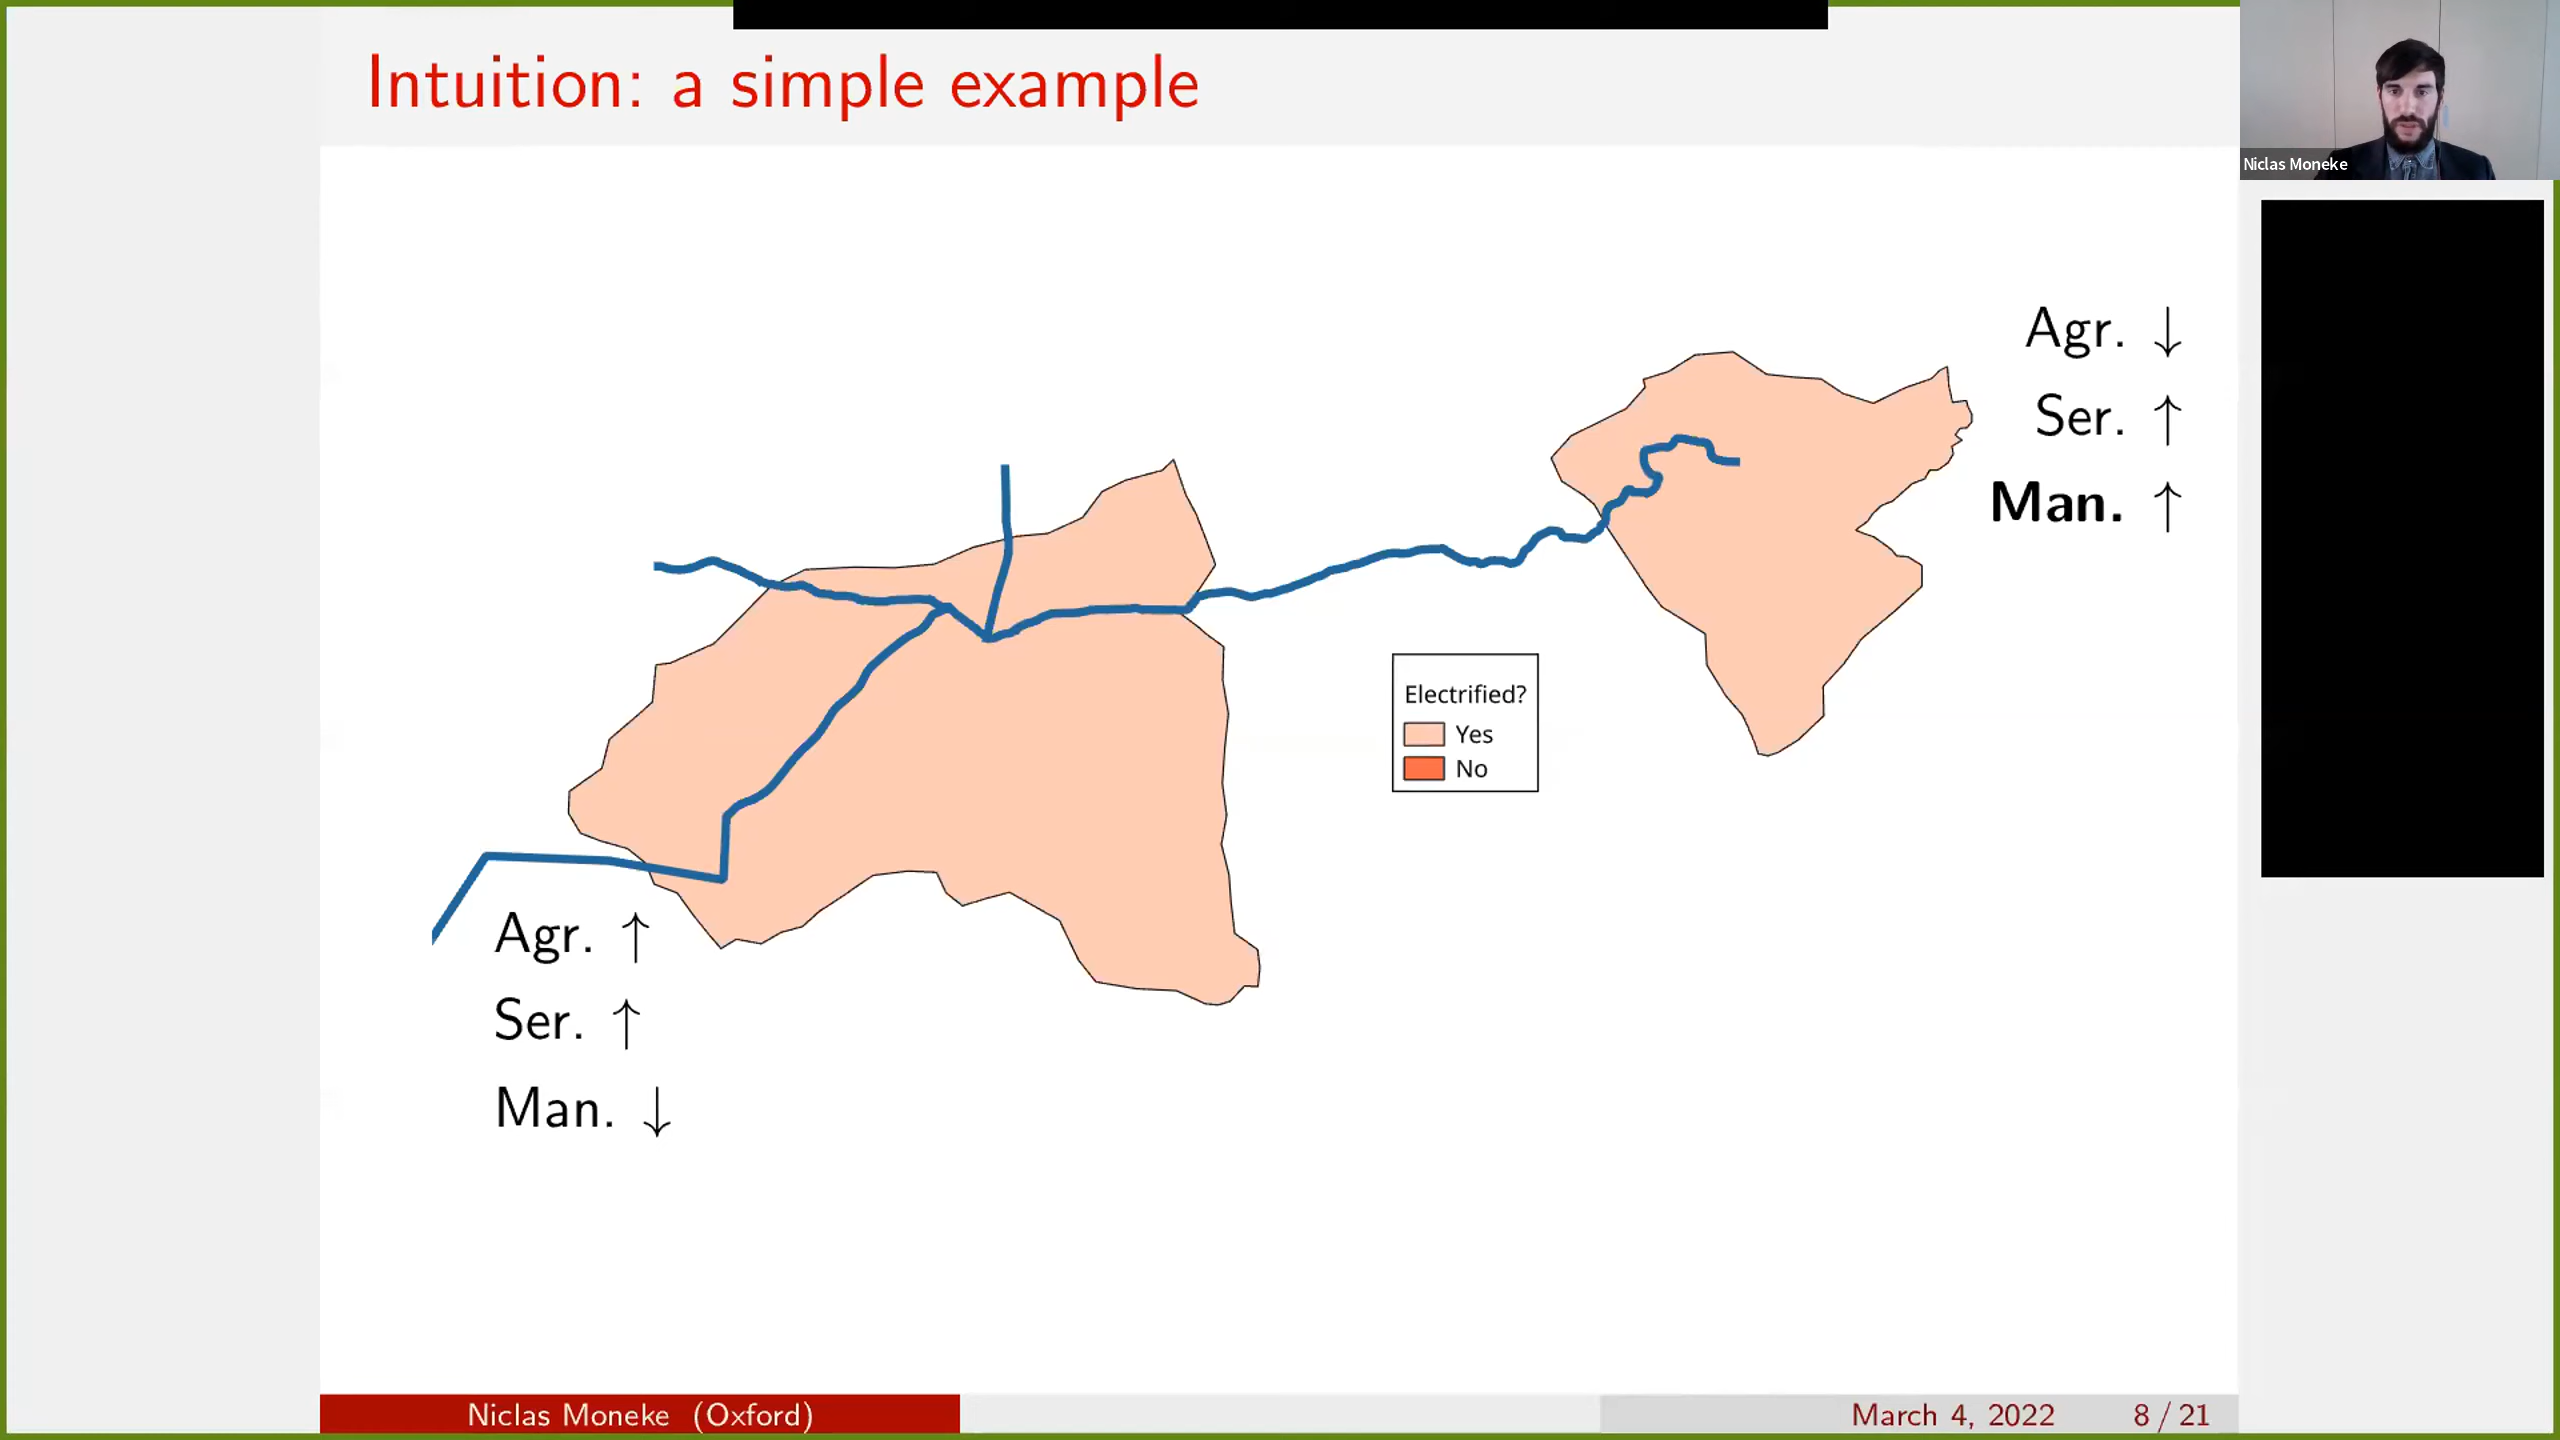 Intuition: a simple example
Niclas Moneke
Agr. ↓
Ser. ↑
Man. ↑
Electrified?
Yes
No
Agr. ↑
Ser. ↑
Man. ↓
Niclas Moneke (Oxford)
March 4, 2022
8 / 21